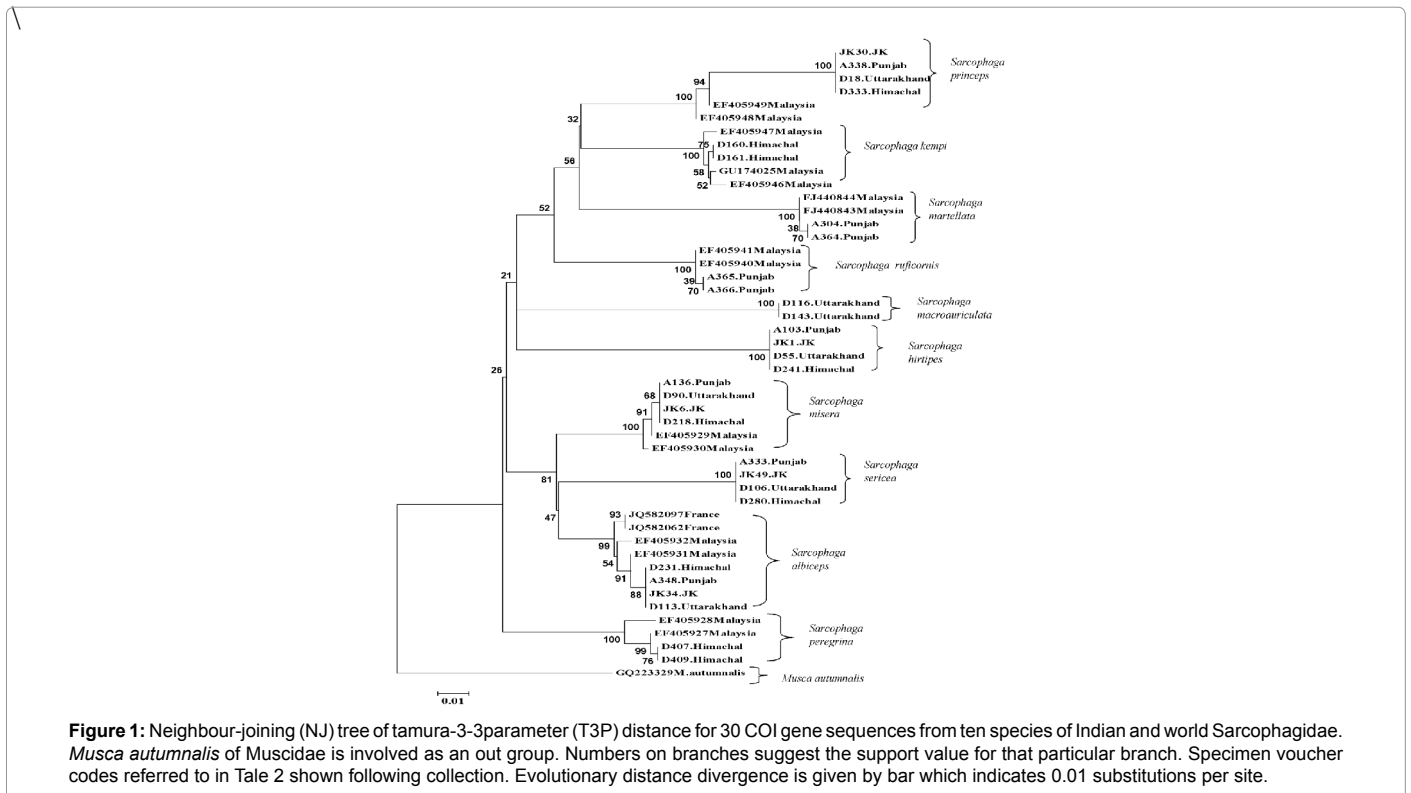 \
JK30.JK
100
A338.Punjab
Sarcophaga
princeps
94
D18.Uttarakhand
D333.Himachal
100
EF405949Malaysia
EF405948Malaysia
32
EF405947Malaysia
75
D160.Himachal
Sarcophaga kempi
100
D161.Himachal
56
58
GU174025Malaysia
52
EF405946Malaysia
FJ440844Malaysia
Sarcophaga
martellata
100
FJ440843Malaysia
38
A304.Punjab
70
A364.Punjab
52
EF405941Malaysia
EF405940Malaysia
Sarcophaga ruficornis
100
39
A365.Punjab
70
A366.Punjab
21
100
D116.Uttarakhand
Sarcophaga
macroauriculata
D143.Uttarakhand
A103.Punjab
JK1.JK
Sarcophaga
hirtipes
100
D55.Uttarakhand
D241.Himachal
26
A136.Punjab
68
D90.Uttarakhand
Sarcophaga
misera
91
JK6.JK
100
D218.Himachal
EF405929Malaysia
EF405930Malaysia
A333.Punjab
Sarcophaga
sericea
100
JK49.JK
81
D106.Uttarakhand
D280.Himachal
47
93
JQ582097France
JQ582062France
99
EF405932Malaysia
54
EF405931Malaysia
Sarcophaga
albiceps
91
D231.Himachal
A348.Punjab
88
JK34.JK
D113.Uttarakhand
EF405928Malaysia
100
EF405927Malaysia
Sarcophaga
peregrina
99
D407.Himachal
76
D409.Himachal
GQ223329M.autumnalis
Musca autumnalis
0.01
Figure 1: Neighbour-joining (NJ) tree of tamura-3-3parameter (T3P) distance for 30 COI gene sequences from ten species of Indian and world Sarcophagidae.
Musca autumnalis of Muscidae is involved as an out group. Numbers on branches suggest the support value for that particular branch. Specimen voucher
codes referred to in Tale 2 shown following collection. Evolutionary distance divergence is given by bar which indicates 0.01 substitutions per site.